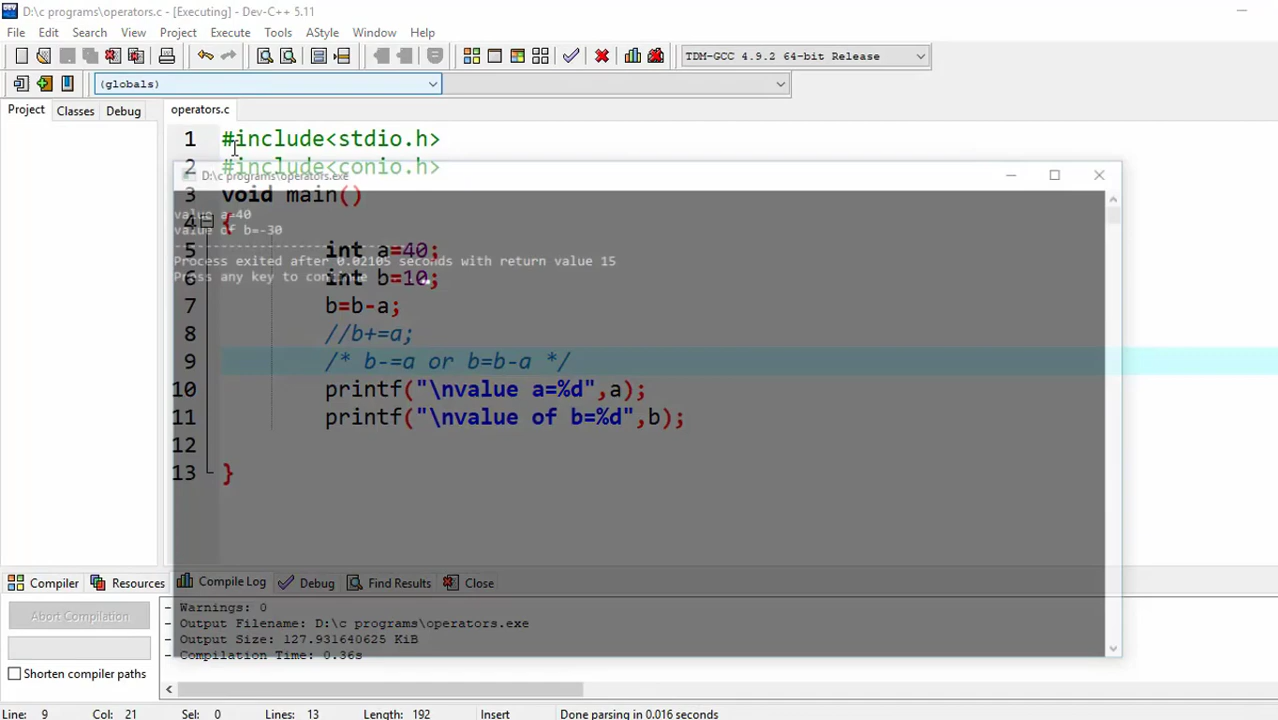 D:\c programs\operators.c - [Executing] - Dev-C++ 5.11
File Edit Search View Project Execute Tools AStyle Window Help
TDM-GCC 4.9.2 64-bit Release
(globals)
Project Classes Debug operators.c
1 #include<stdio.h>
2 #include<conio.h>
D:\c programs\operators.exe
3 void main()
value a=40
4 {
value of b=-30
5 int a=40;
--------------------------------
Process exited after 0.02105 seconds with return value 15
6 int b=10;
Press any key to continue . . .
7 b=b-a;
8 //b+=a;
9 /* b-=a or b=b-a */
10 printf("\nvalue a=%d",a);
11 printf("\nvalue of b=%d",b);
12
13 }
Compiler Resources Compile Log Debug Find Results Close
Abort Compilation
Shorten compiler paths
- Warnings: 0
- Output Filename: D:\c programs\operators.exe
- Output Size: 127.931640625 KiB
- Compilation Time: 0.36s
Line: 9 Col: 21 Sel: 0 Lines: 13 Length: 192 Insert Done parsing in 0.016 seconds